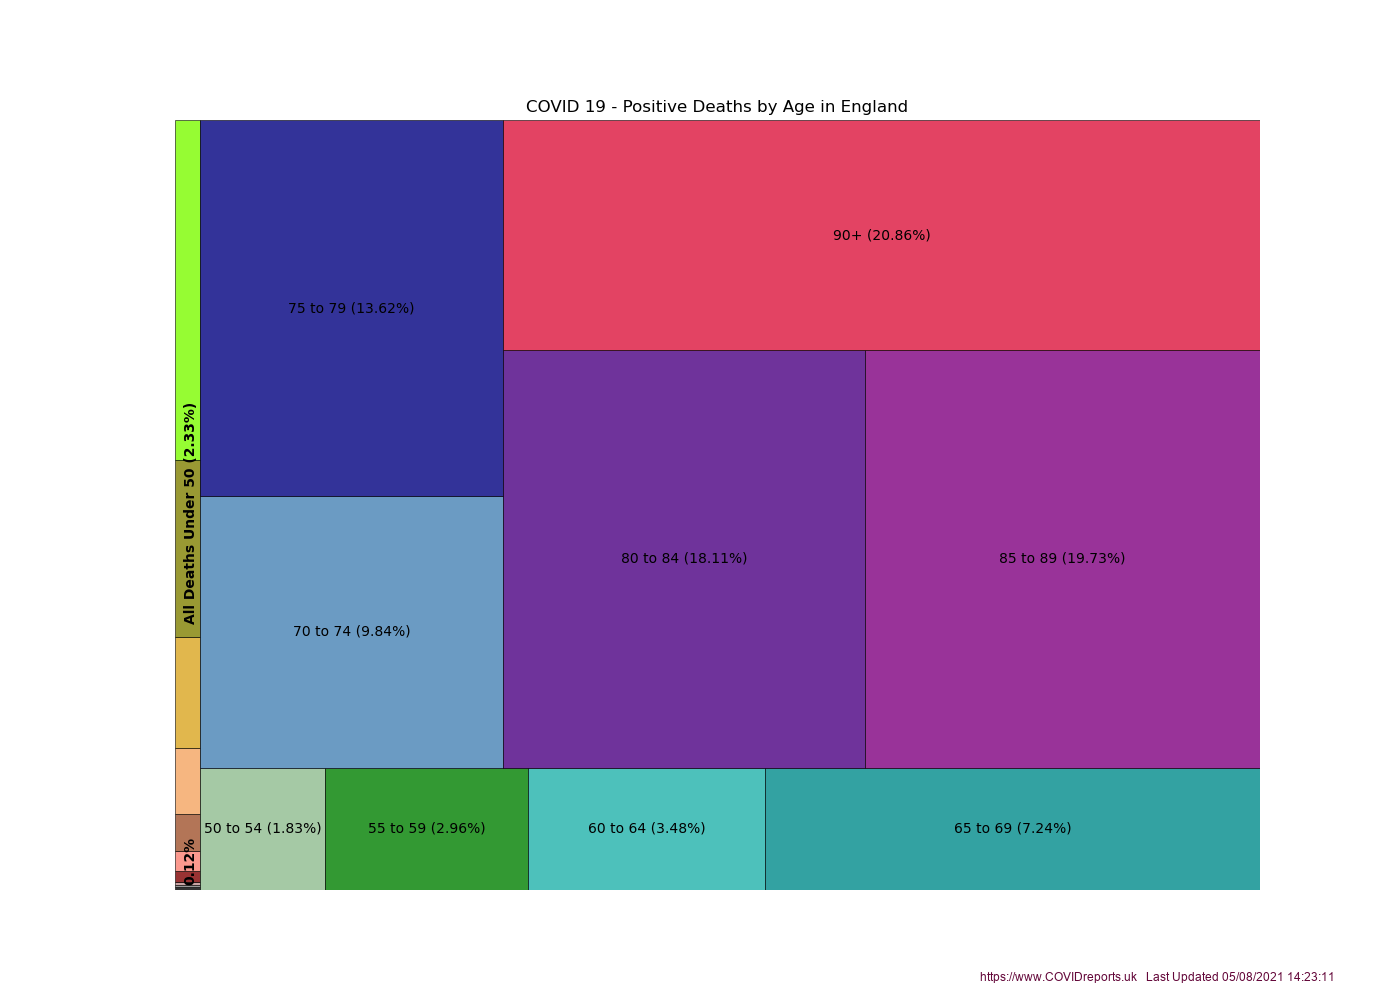 COVID 19 - Positive Deaths by Age in England
90+ (20.86%)
75 to 79 (13.62%)
All Deaths Under 50 (2.33%)
80 to 84 (18.11%)
85 to 89 (19.73%)
70 to 74 (9.84%)
0.12%
50 to 54 (1.83%)
55 to 59 (2.96%)
60 to 64 (3.48%)
65 to 69 (7.24%)
https://www.COVIDreports.uk Last Updated 05/08/2021 14:23:11